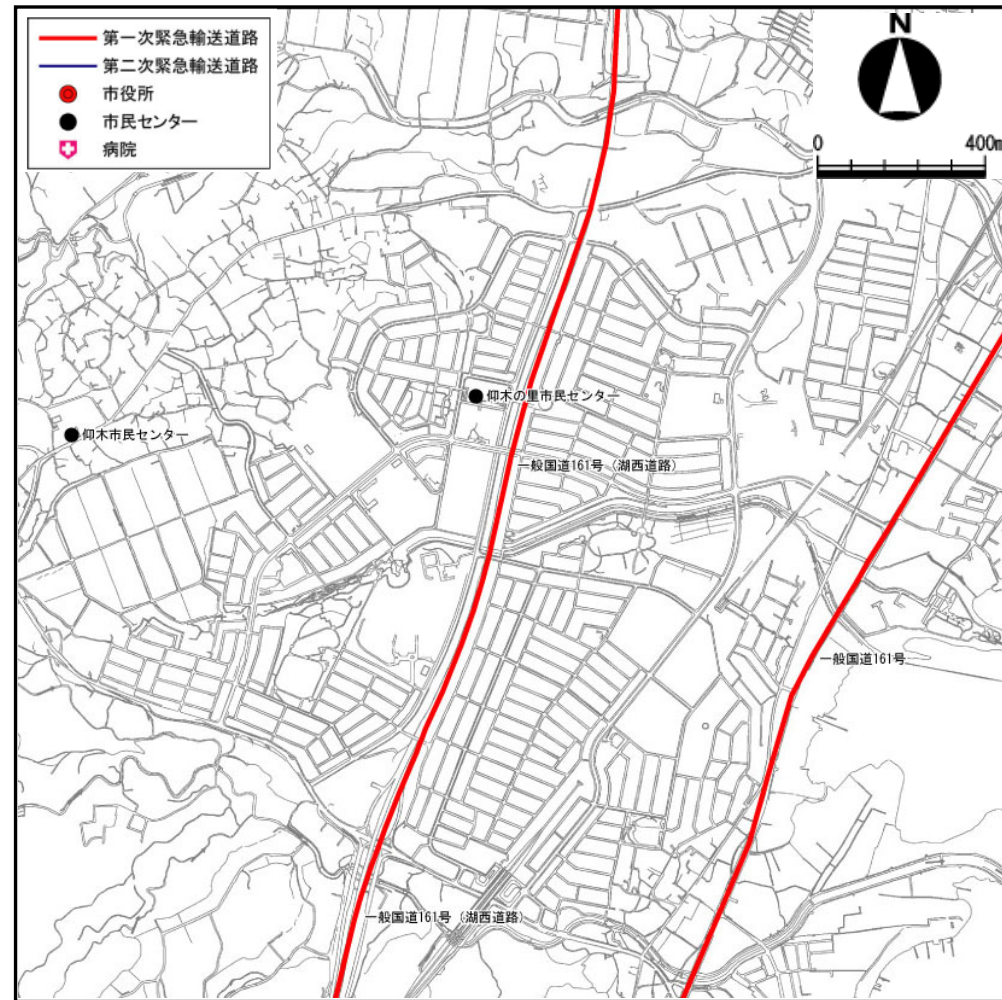 第一次緊急輸送道路
第二次緊急輸送道路
市役所
市民センター
病院
N
0 400m
仰木の里市民センター
仰木市民センター
一般国道161号（湖西道路）
一般国道161号
一般国道161号（湖西道路）